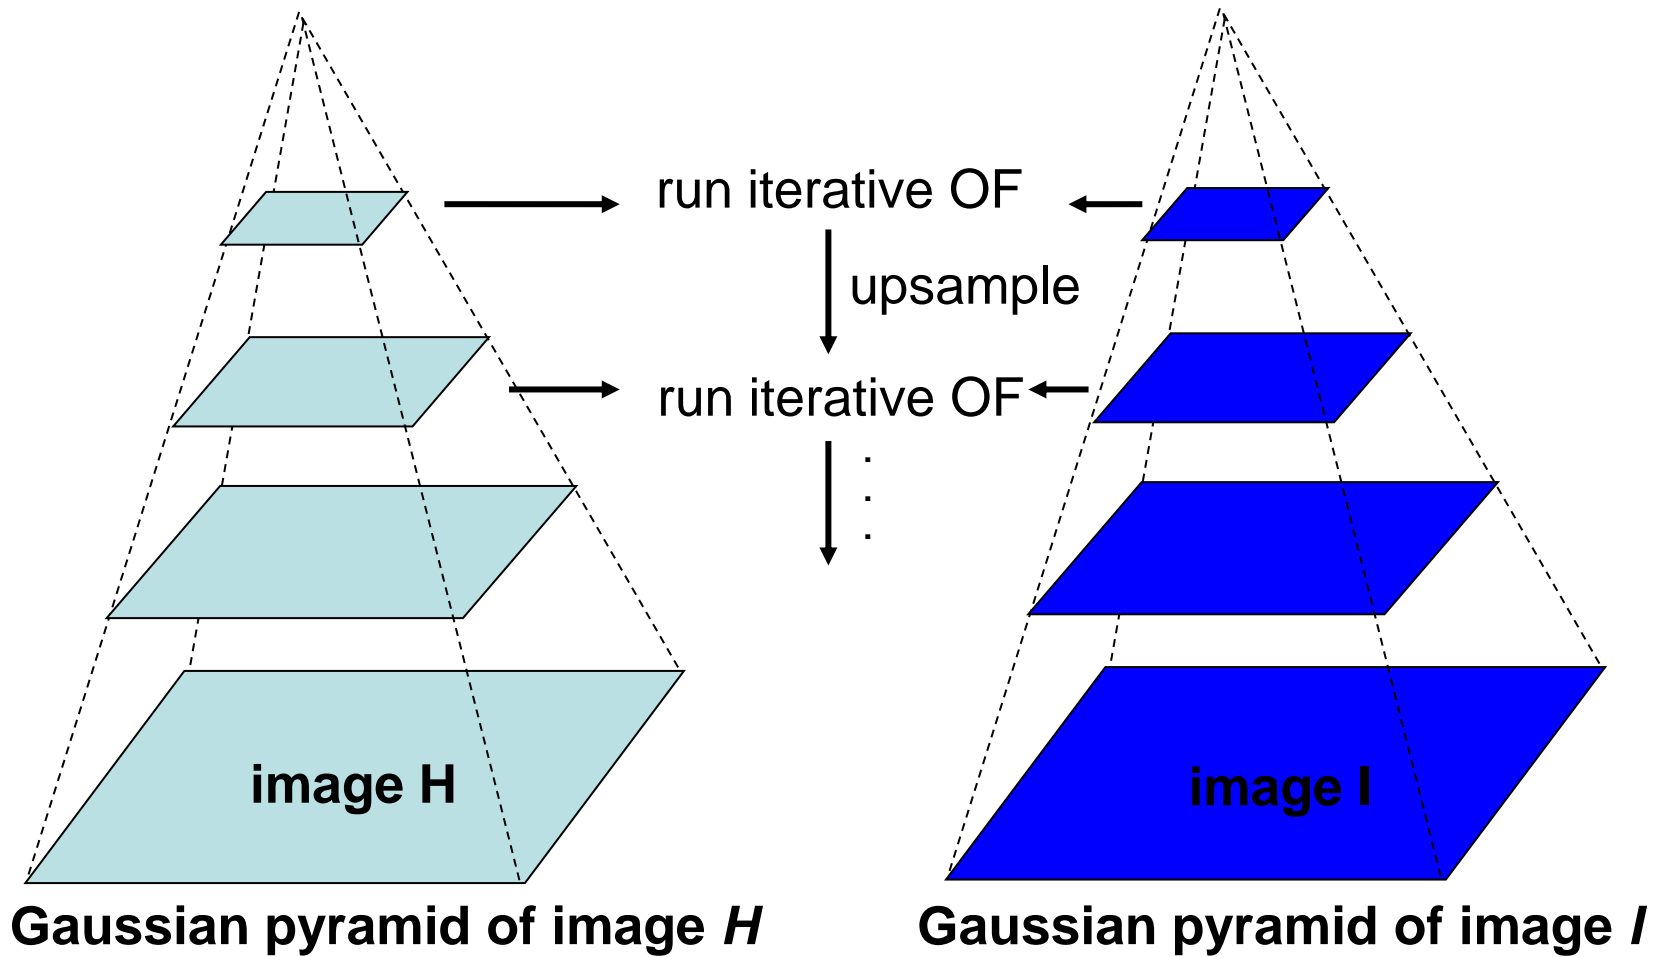 run iterative OF
upsample
run iterative OF
.
.
.
image H
image I
Gaussian pyramid of image H
Gaussian pyramid of image I